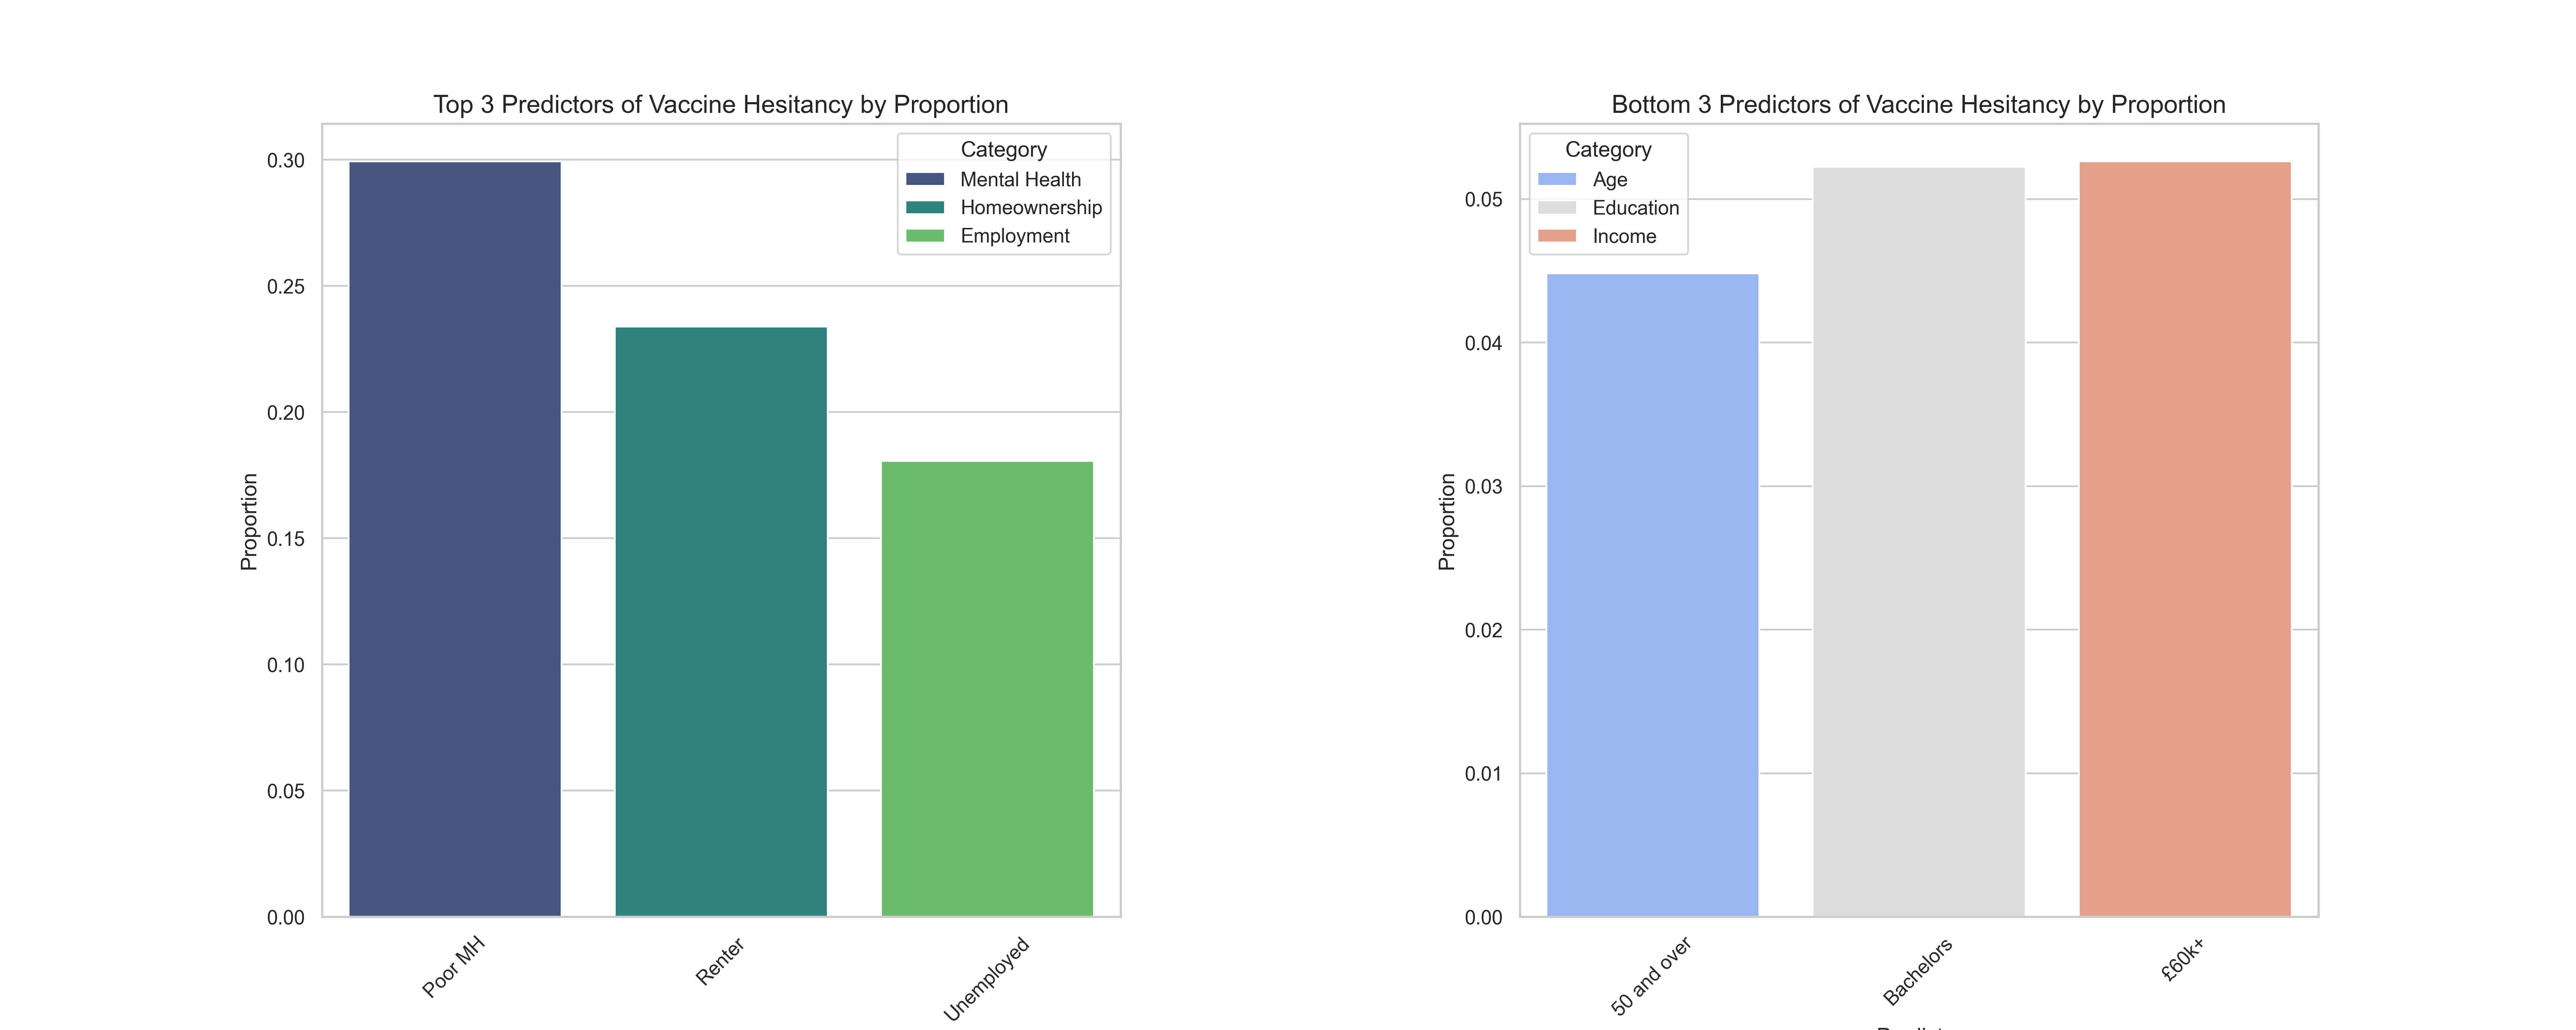 Top 3 Predictors of Vaccine Hesitancy by Proportion
Category
Mental Health
Homeownership
Employment
Proportion
0.30
0.25
0.20
0.15
0.10
0.05
0.00
Poor MH
Renter
Unemployed
Bottom 3 Predictors of Vaccine Hesitancy by Proportion
Category
Age
Education
Income
Proportion
0.05
0.04
0.03
0.02
0.01
0.00
50 and over
Bachelors
£60k+